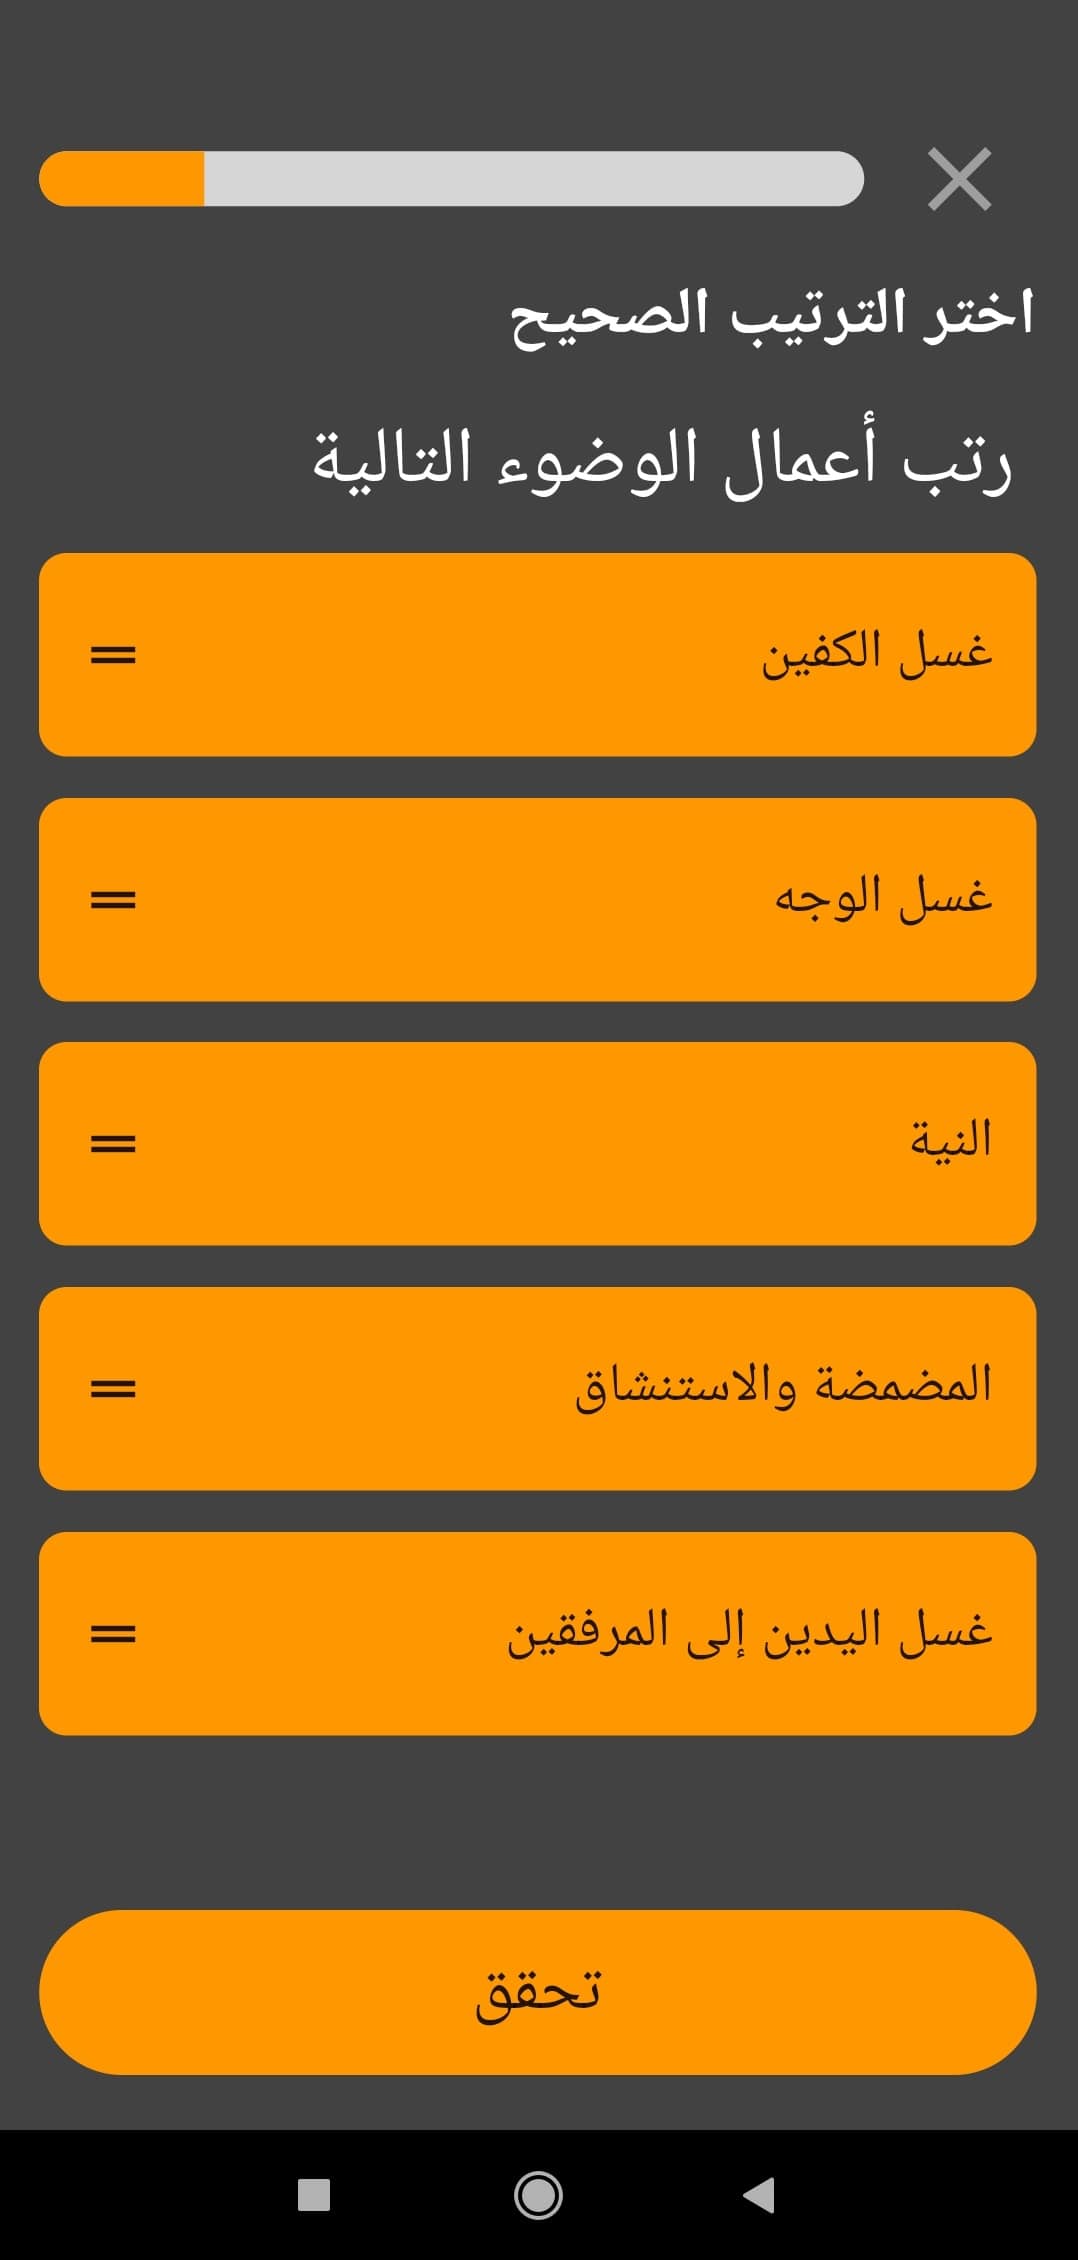 اختر الترتيب الصحيح
رتب أعمال الوضوء التالية
غسل الكفين
غسل الوجه
النية
المضمضة والاستنشاق
غسل اليدين إلى المرفقين
تحقق